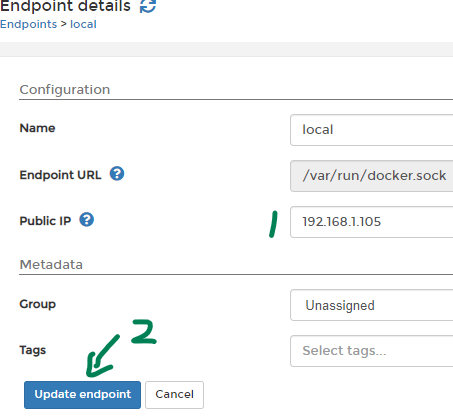 Endpoint details
Endpoints > local
Configuration
Name local
Endpoint URL ? /var/run/docker.sock
Public IP ? 1 192.168.1.105
Metadata
Group Unassigned
Tags Select tags...
2
Update endpoint Cancel